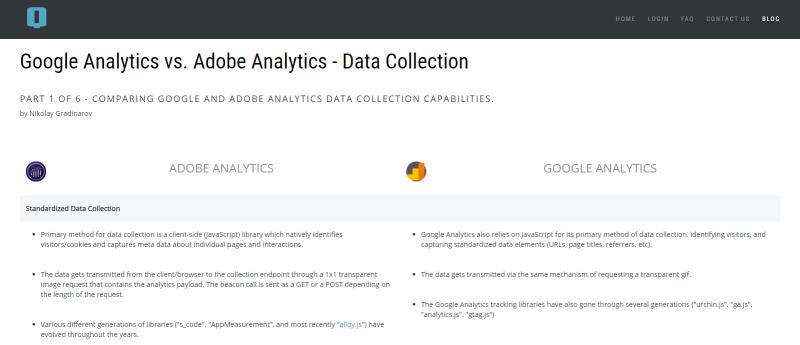 HOME LOGIN FAQ CONTACT US BLOG
Google Analytics vs. Adobe Analytics - Data Collection
PART 1 OF 6 - COMPARING GOOGLE AND ADOBE ANALYTICS DATA COLLECTION CAPABILITIES.
by Nikolay Gradinarov
ADOBE ANALYTICS
GOOGLE ANALYTICS
Standardized Data Collection
Primary method for data collection is a client-side (JavaScript) library which natively identifies
visitors/cookies and captures meta data about individual pages and interactions.
The data gets transmitted from the client/browser to the collection endpoint through a 1x1 transparent
image request that contains the analytics payload. The beacon call is sent as a GET or a POST depending on
the length of the request.
Various different generations of libraries ("s_code", "AppMeasurement", and most recently "alloy.js") have
evolved throughout the years.
Google Analytics also relies on JavaScript for its primary method of data collection, identifying visitors, and
capturing standardized data elements (URLs, page titles, referrers, etc).
The data gets transmitted via the same mechanism of requesting a transparent gif.
The Google Analytics tracking libraries have also gone through several generations ("urchin.js", "ga.js",
"analytics.js", "gtag.js")